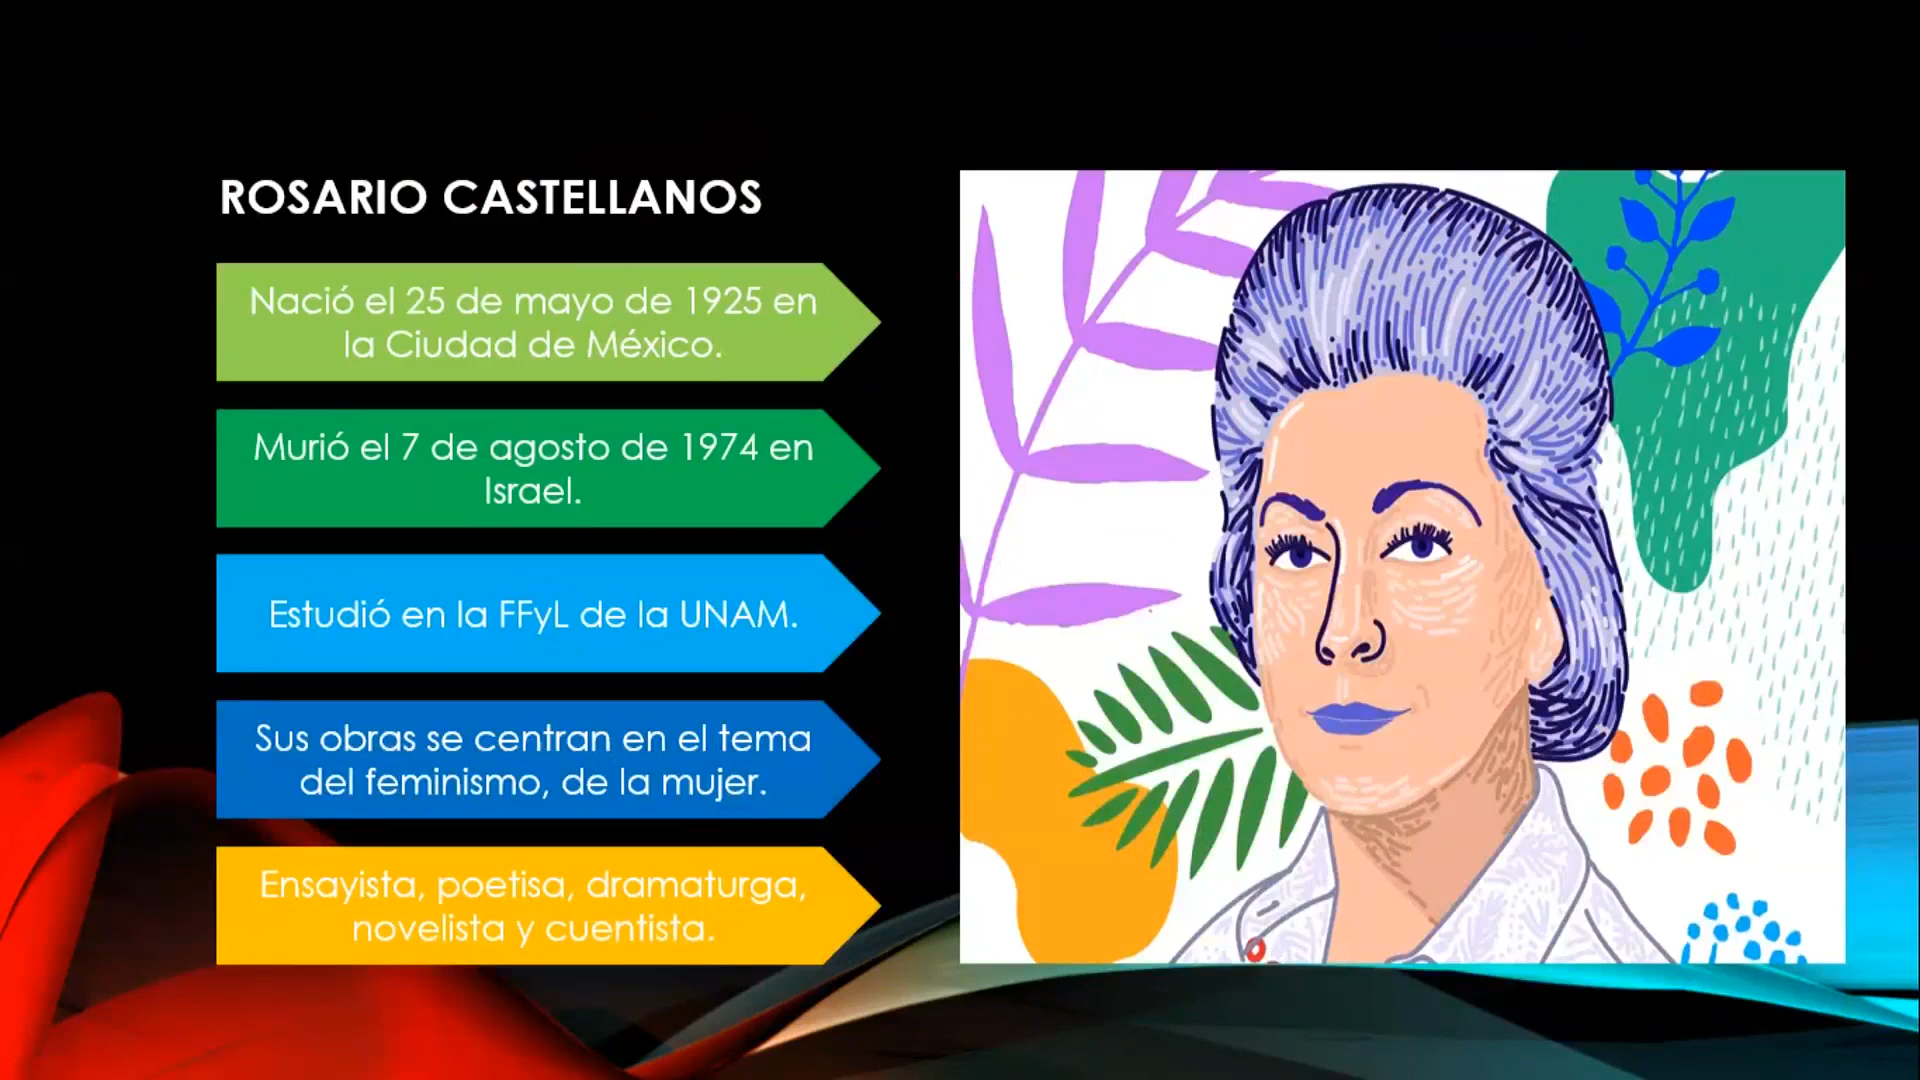 ROSARIO CASTELLANOS
Nació el 25 de mayo de 1925 en
la Ciudad de México.
Murió el 7 de agosto de 1974 en
Israel.
Estudió en la FFyL de la UNAM.
Sus obras se centran en el tema
del feminismo, de la mujer.
Ensayista, poetisa, dramaturga,
novelista y cuentista.